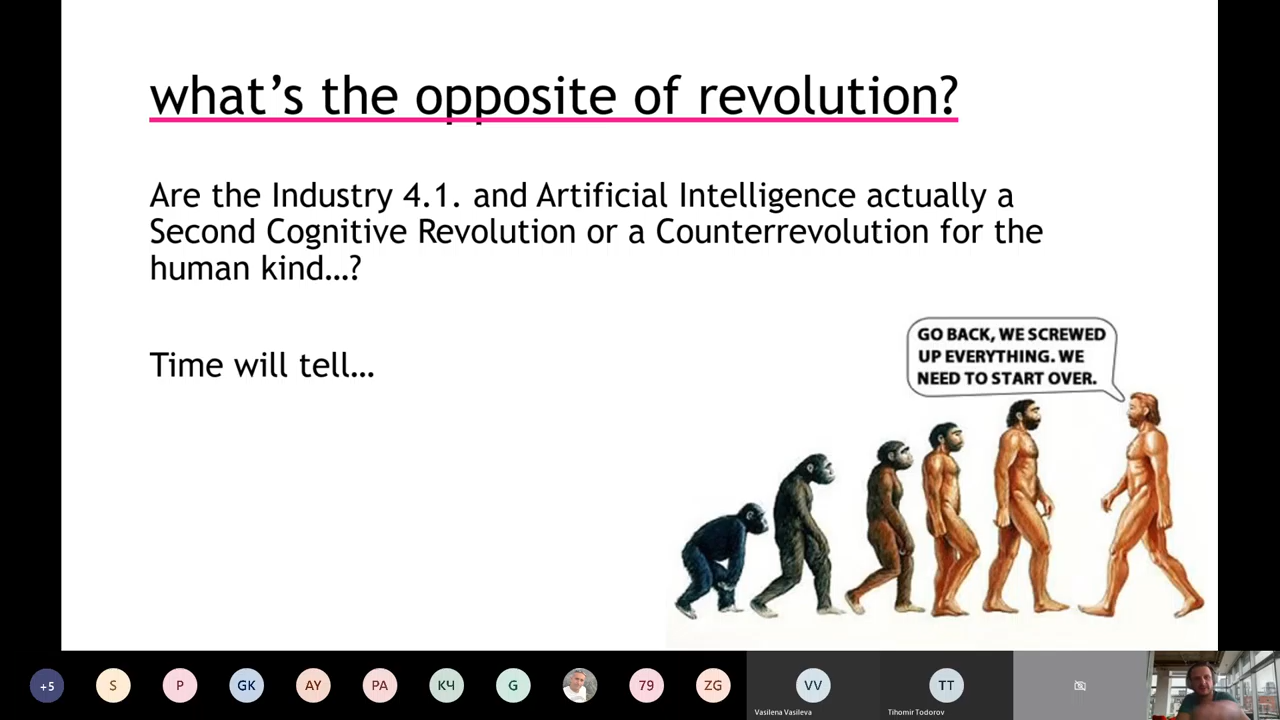 what’s the opposite of revolution?
Are the Industry 4.1. and Artificial Intelligence actually a
Second Cognitive Revolution or a Counterrevolution for the
human kind…?
Time will tell…
GO BACK, WE SCREWED
UP EVERYTHING. WE
NEED TO START OVER.
+5
S
P
GK
AY
PA
КЧ
G
79
ZG
VV
TT
Vasilena Vasileva
Tihomir Todorov